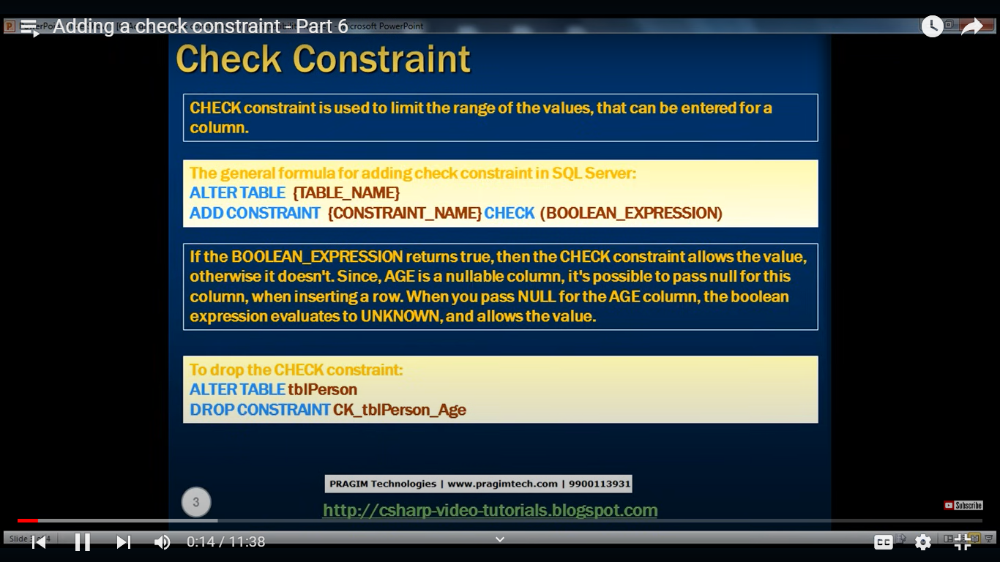 Adding a check constraint - Part 6
Microsoft PowerPoint
Check Constraint
CHECK constraint is used to limit the range of the values, that can be entered for a
column.
The general formula for adding check constraint in SQL Server:
ALTER TABLE {TABLE_NAME}
ADD CONSTRAINT {CONSTRAINT_NAME} CHECK (BOOLEAN_EXPRESSION)
If the BOOLEAN_EXPRESSION returns true, then the CHECK constraint allows the value,
otherwise it doesn't. Since, AGE is a nullable column, it's possible to pass null for this
column, when inserting a row. When you pass NULL for the AGE column, the boolean
expression evaluates to UNKNOWN, and allows the value.
To drop the CHECK constraint:
ALTER TABLE tblPerson
DROP CONSTRAINT CK_tblPerson_Age
PRAGIM Technologies | www.pragimtech.com | 9900113931
3
http://csharp-video-tutorials.blogspot.com
Subscribe
Slide
0:14 / 11:38
CC